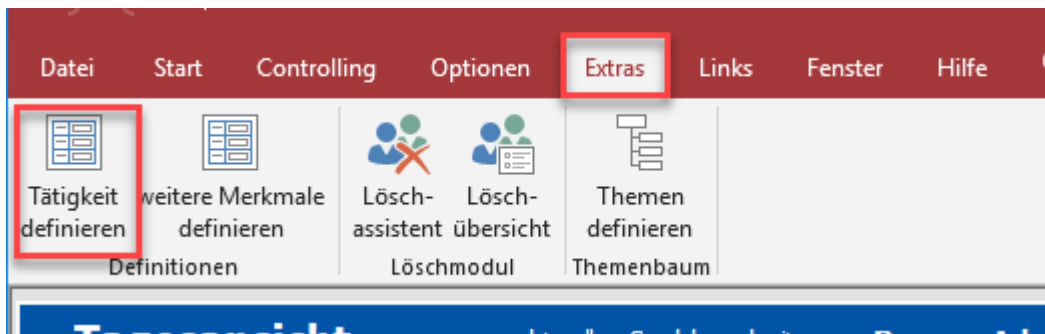 Datei Start Controlling Optionen Extras Links Fenster Hilfe
Tätigkeit definieren
weitere Merkmale definieren
Lösch-assistent
Lösch-übersicht
Themen definieren
Definitionen Löschmodul Themenbaum